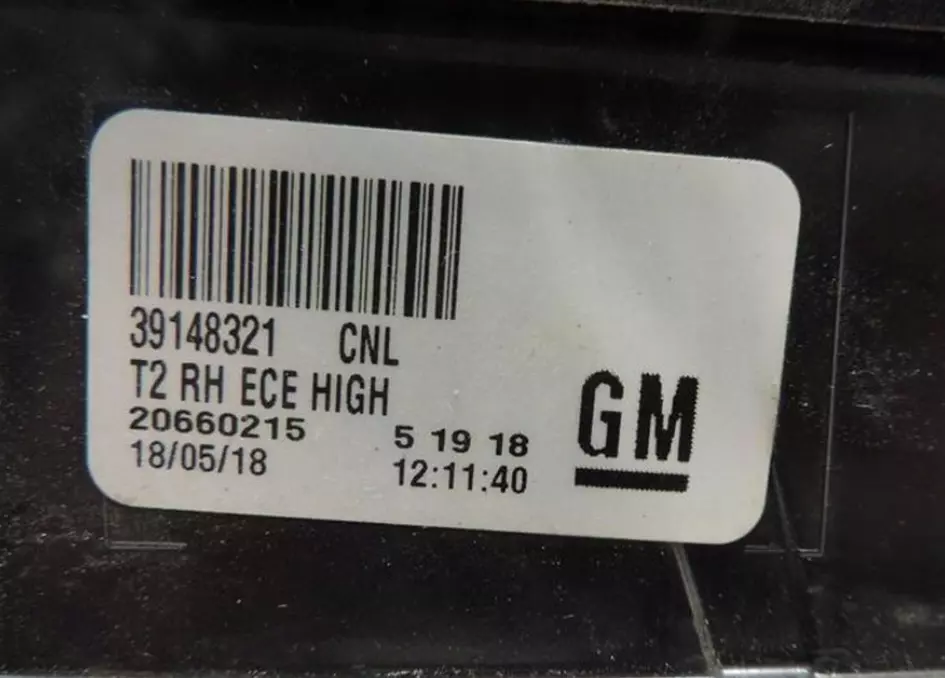 39148321 CNL
T2 RH ECE HIGH
20660215 5 19 18
18/05/18 12:11:40
GM